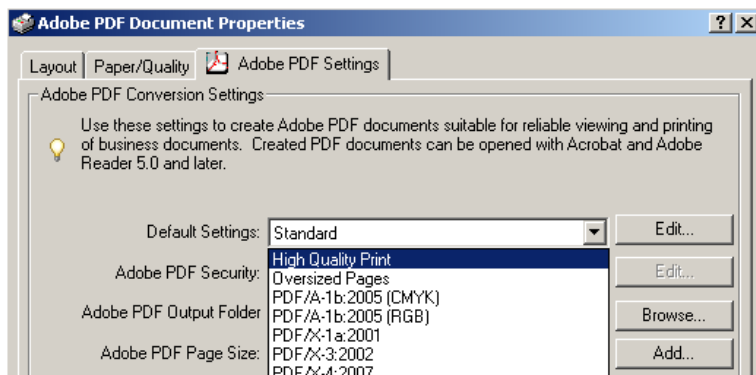 Adobe PDF Document Properties
Layout Paper/Quality Adobe PDF Settings
Adobe PDF Conversion Settings
Use these settings to create Adobe PDF documents suitable for reliable viewing and printing
of business documents. Created PDF documents can be opened with Acrobat and Adobe
Reader 5.0 and later.
Default Settings: Standard Edit...
High Quality Print
Adobe PDF Security: Edit...
Oversized Pages
PDF/A-1b:2005 (CMYK)
Adobe PDF Output Folder PDF/A-1b:2005 (RGB) Browse...
PDF/X-1a:2001
Adobe PDF Page Size: PDF/X-3:2002 Add...
PDF/X-4:2007